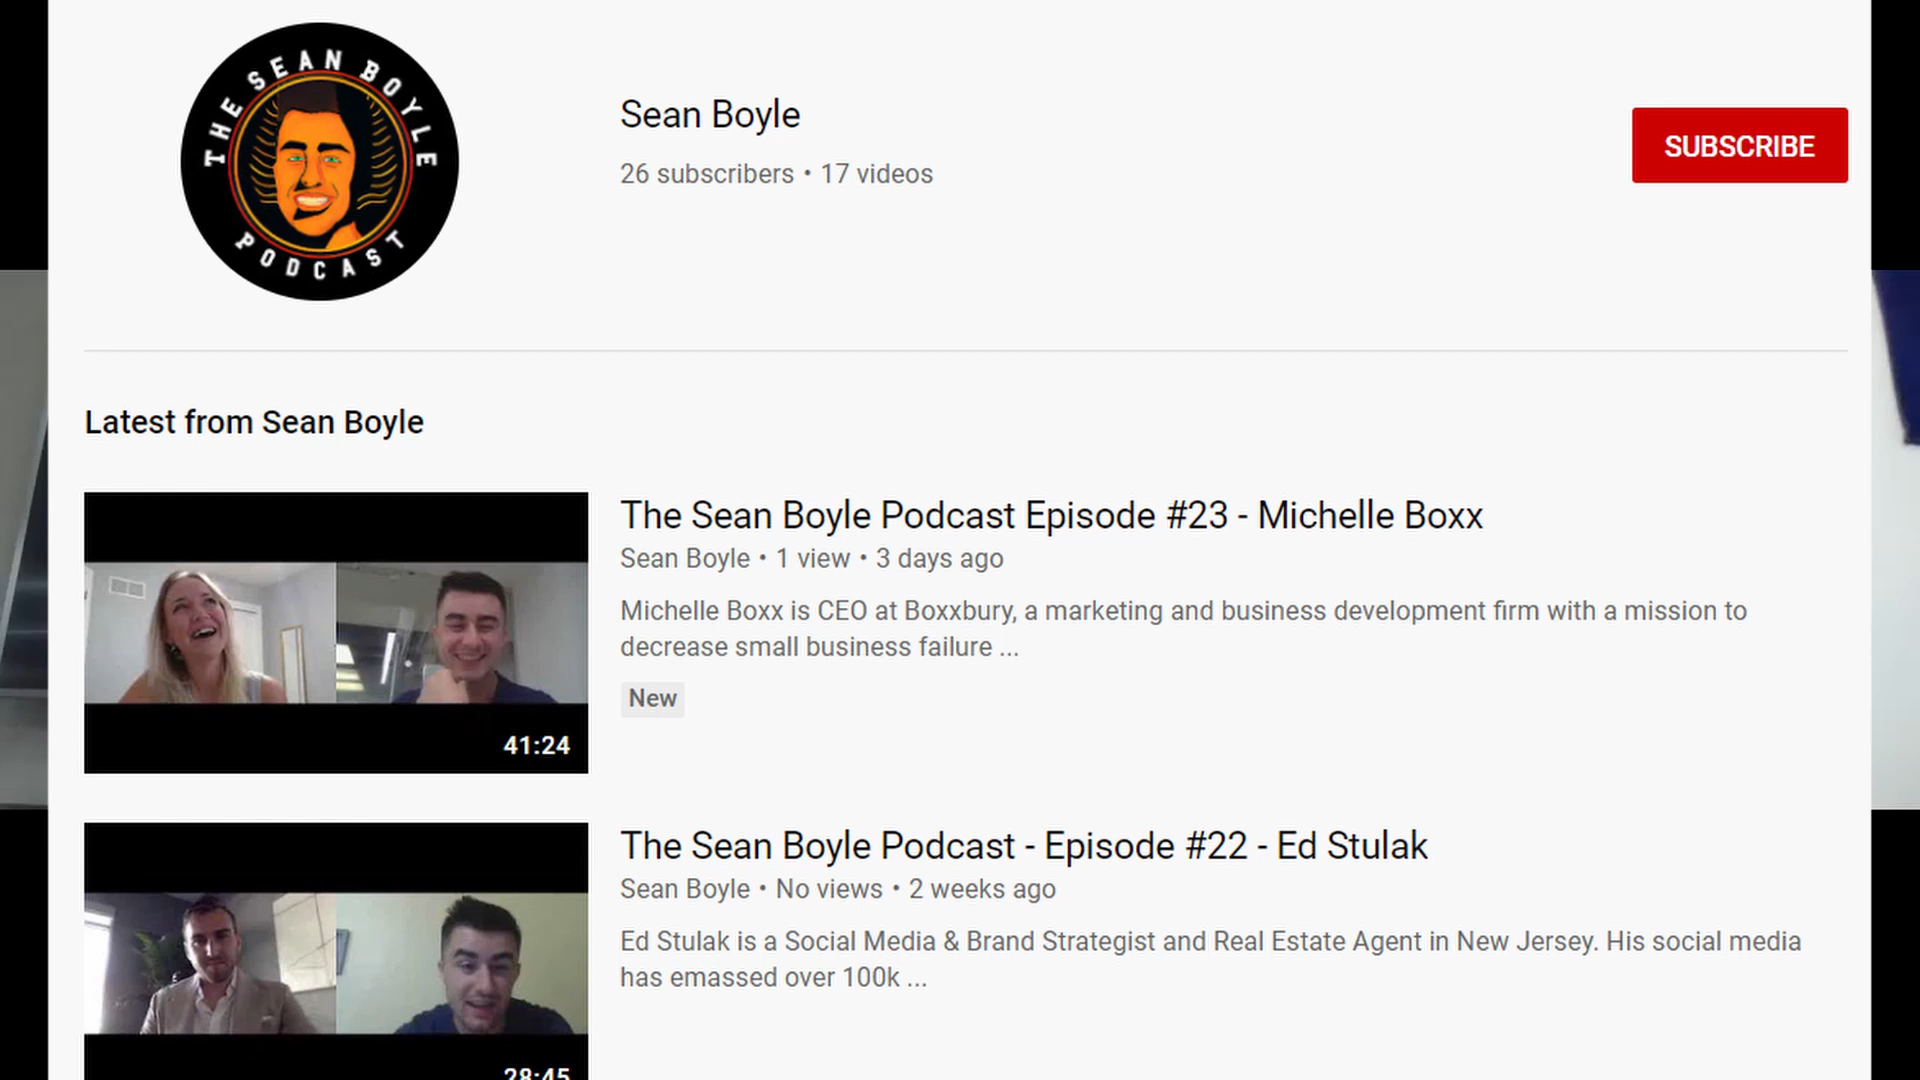 THE SEAN BOYLE
PODCAST
Sean Boyle
26 subscribers • 17 videos
SUBSCRIBE
Latest from Sean Boyle
The Sean Boyle Podcast Episode #23 - Michelle Boxx
Sean Boyle • 1 view • 3 days ago
Michelle Boxx is CEO at Boxxbury, a marketing and business development firm with a mission to
decrease small business failure ...
New
41:24
The Sean Boyle Podcast - Episode #22 - Ed Stulak
Sean Boyle • No views • 2 weeks ago
Ed Stulak is a Social Media & Brand Strategist and Real Estate Agent in New Jersey. His social media
has emassed over 100k ...
28:45